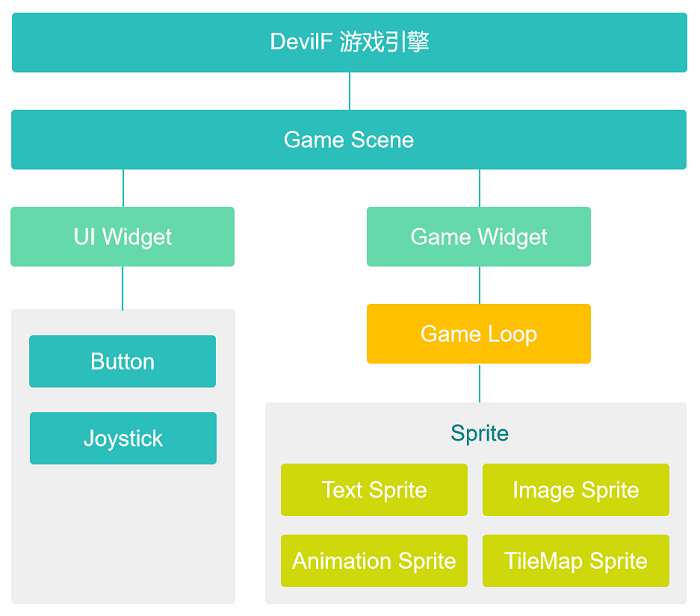 DevilF 游戏引擎
Game Scene
UI Widget
Game Widget
Button
Joystick
Game Loop
Sprite
Text Sprite
Image Sprite
Animation Sprite
TileMap Sprite